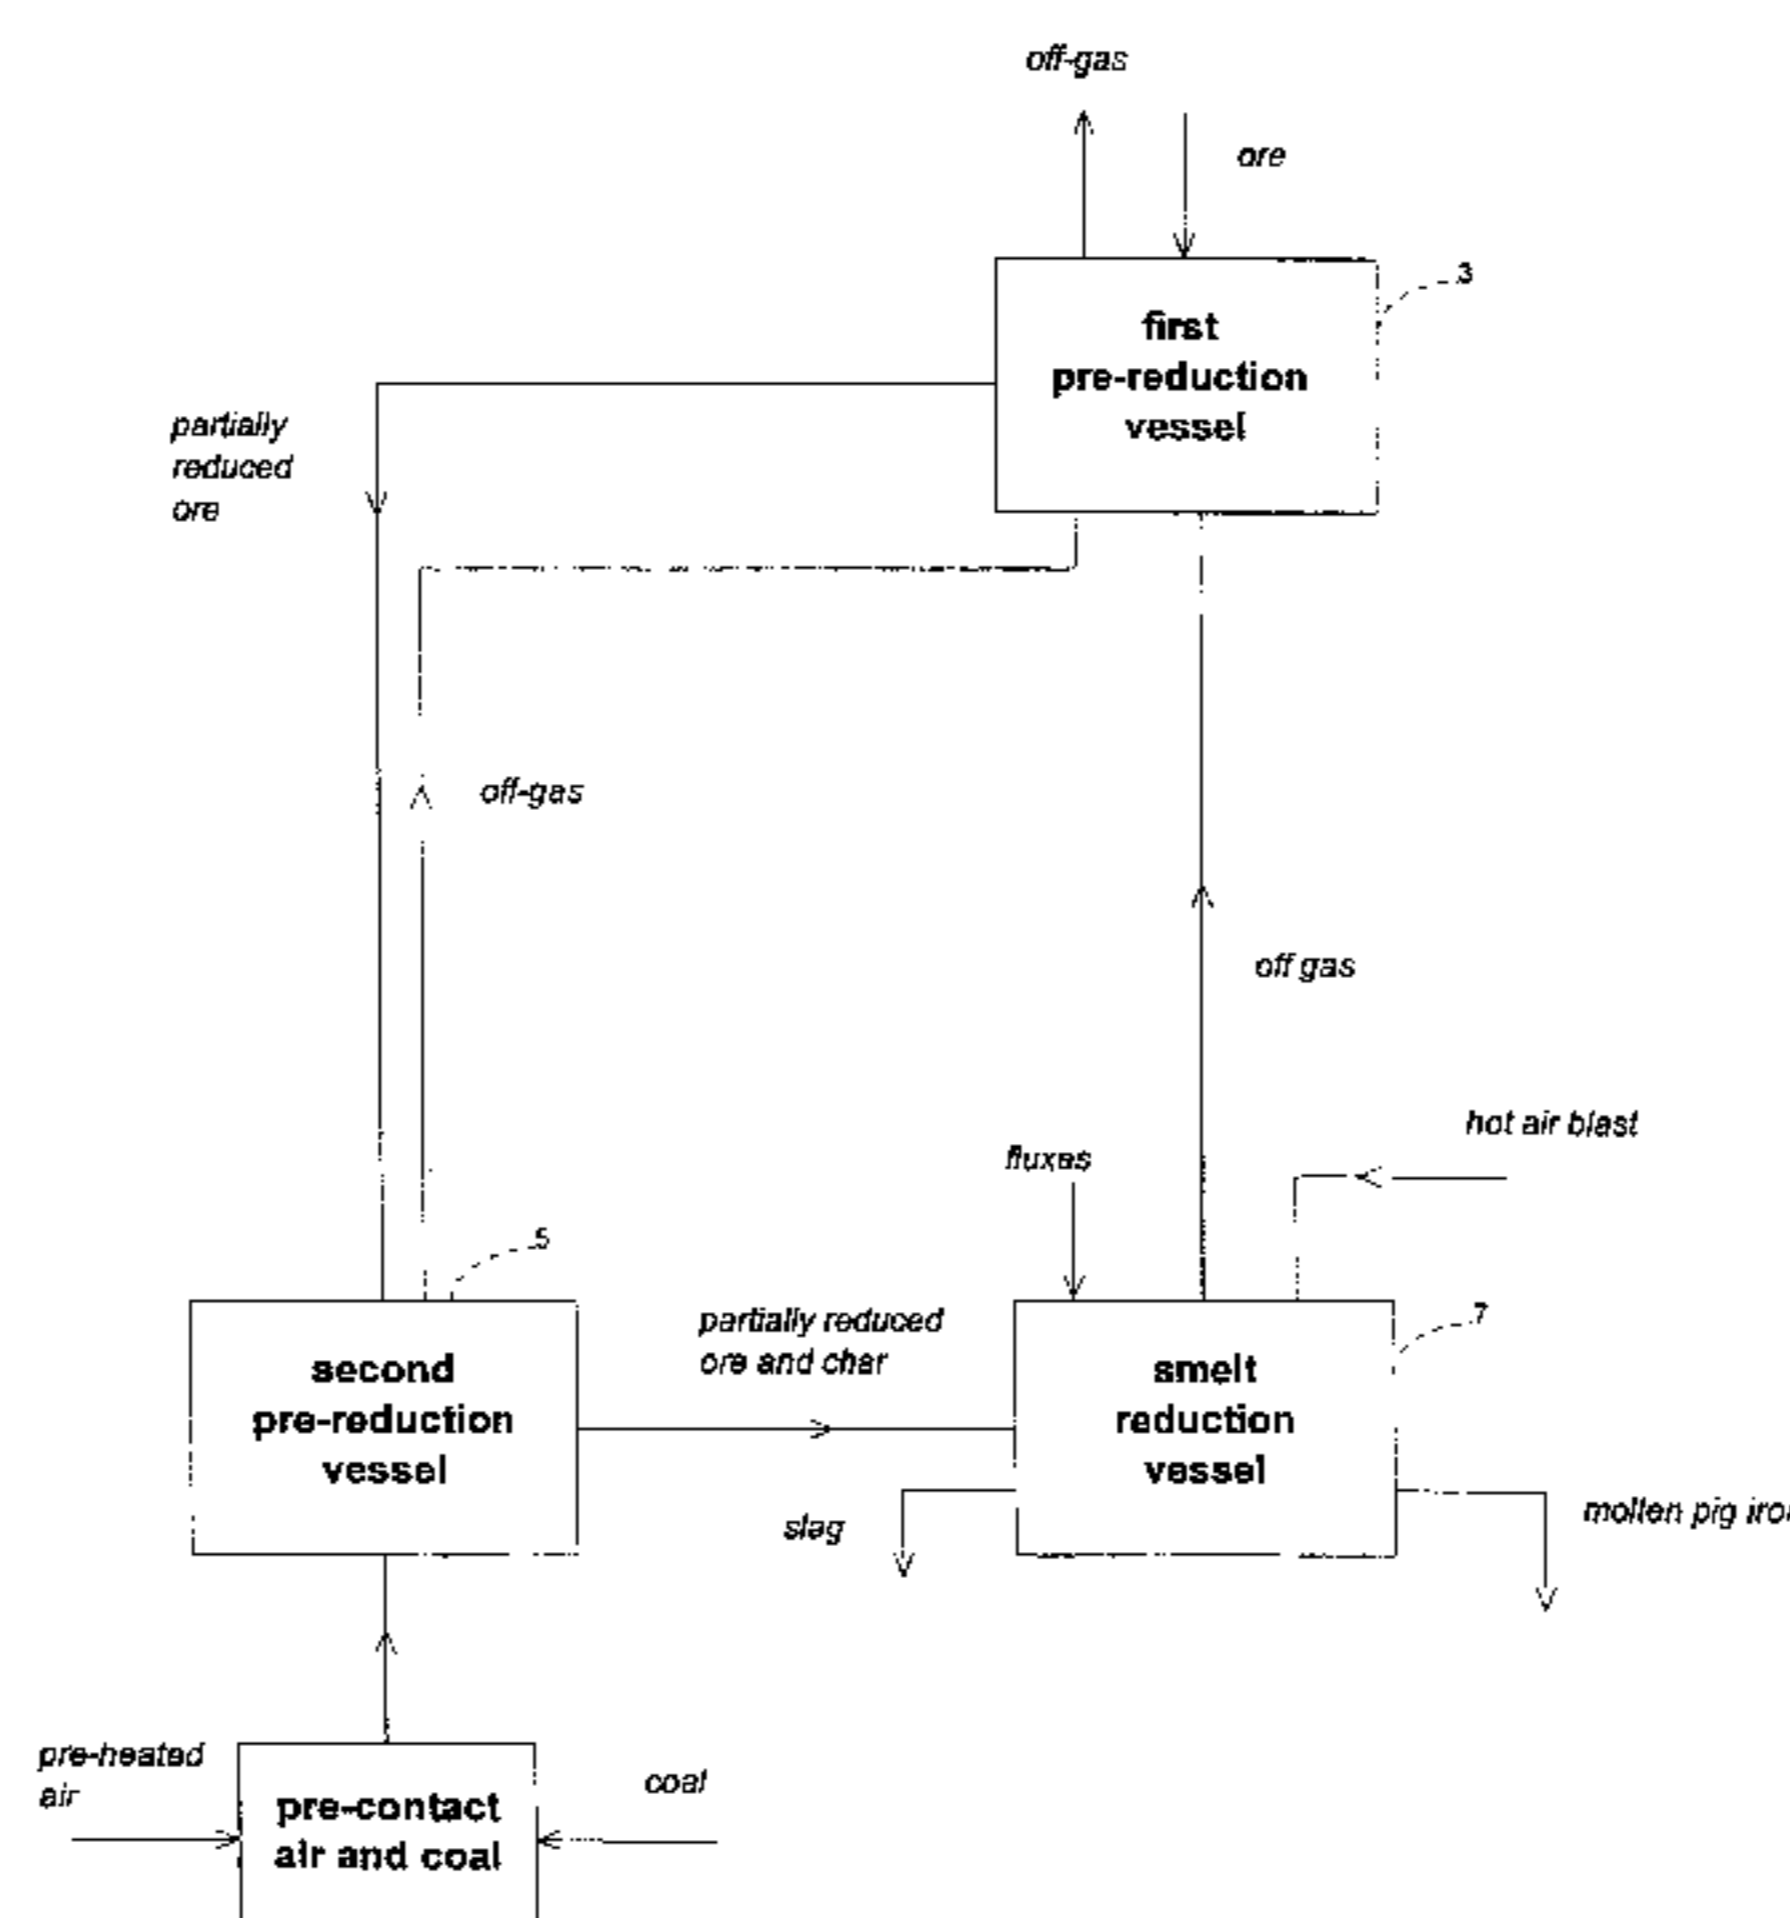 off-gas
ore
3
first
pre-reduction
vessel
partially
reduced
ore
off-gas
off gas
hot air blast
fluxes
5
7
partially reduced
ore and char
second
pre-reduction
vessel
smelt
reduction
vessel
slag
molten pig iron
pre-heated
air
coal
pre-contact
air and coal